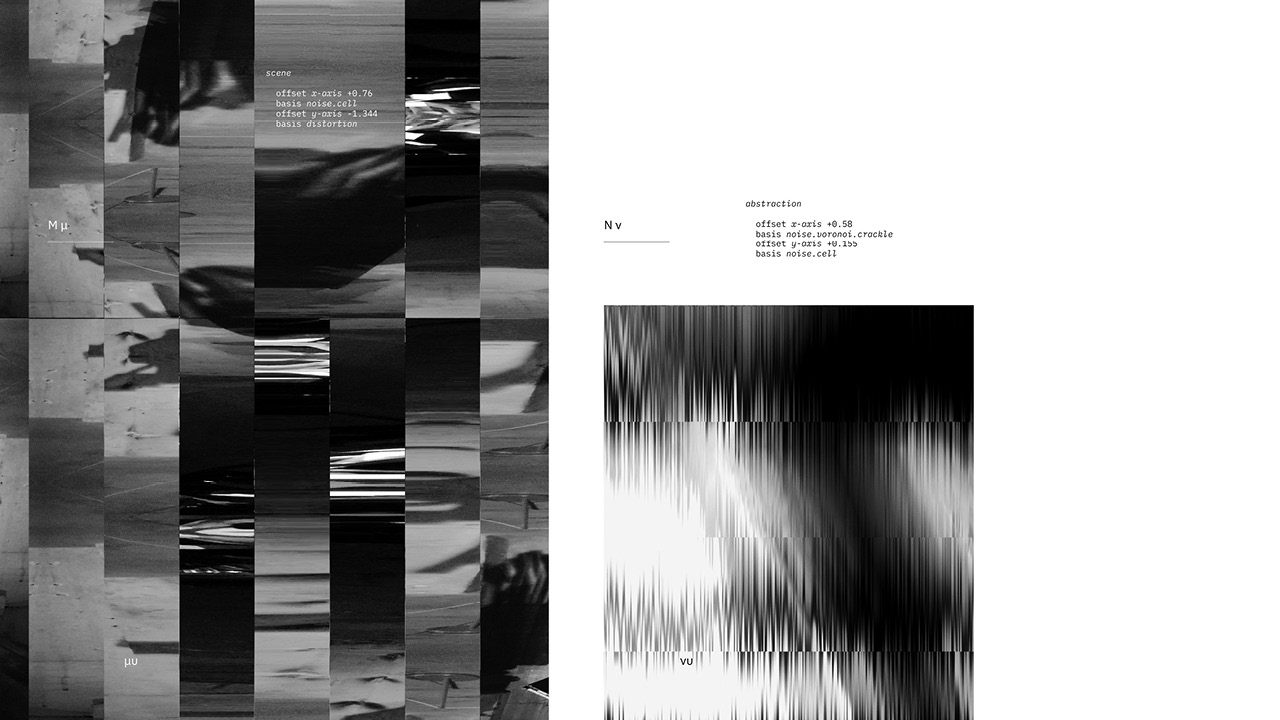 scene
offset x-axis +0.76
basis noise.cell
offset y-axis -1.344
basis distortion
Μ μ
μυ
abstraction
offset x-axis +0.58
basis noise.voronoi.crackle
offset y-axis +0.155
basis noise.cell
Ν ν
νυ